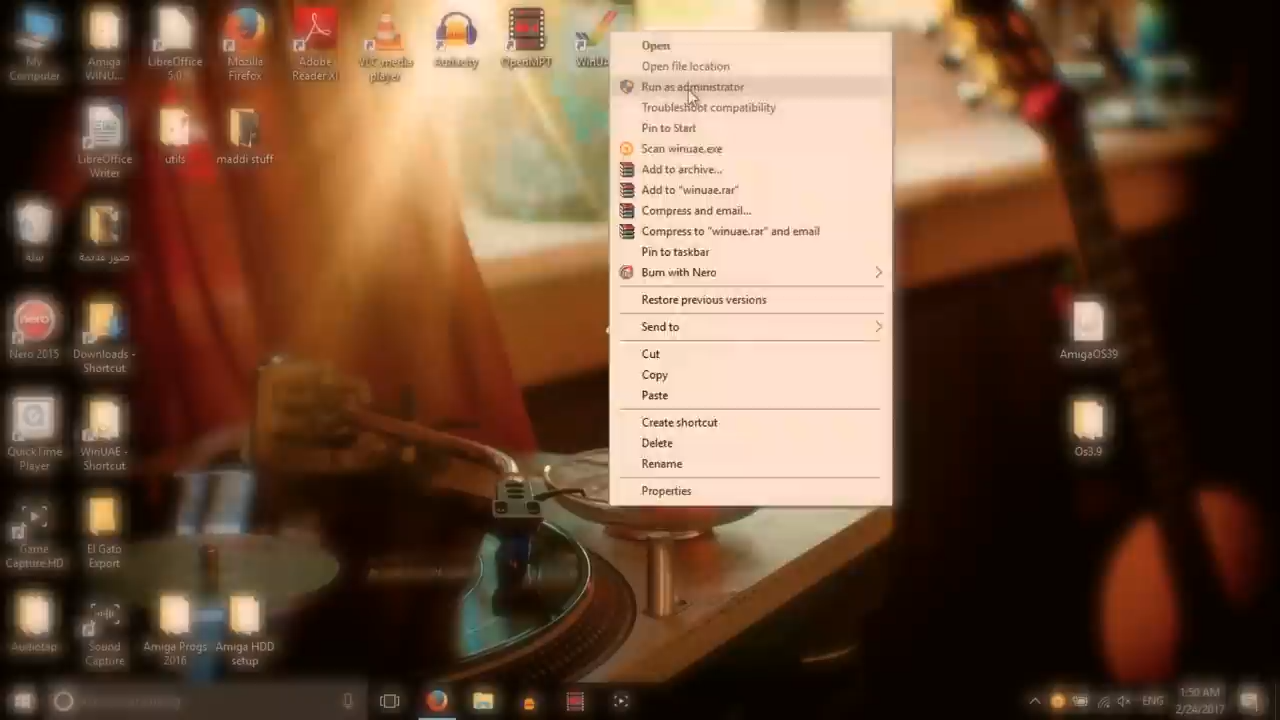 My
Computer
Amiga
WINU...
LibreOffice
5.0
Mozilla
Firefox
Adobe
Reader XI
VLC media
player
Audacity
OpenMPT
WinUA
LibreOffice
Writer
utils
maddi stuff
سلة
صور قديمة
Nero 2015
Downloads -
Shortcut
QuickTime
Player
WinUAE -
Shortcut
Game
Capture HD
El Gato
Export
Sound
Capture
Amiga Progs
2016
Amiga HDD
setup
Open
Open file location
Run as administrator
Troubleshoot compatibility
Pin to Start
Scan winuae.exe
Add to archive...
Add to "winuae.rar"
Compress and email...
Compress to "winuae.rar" and email
Pin to taskbar
Burn with Nero
Restore previous versions
Send to
Cut
Copy
Paste
Create shortcut
Delete
Rename
Properties
AmigaOS39
Os3.9
ENG
1:50 AM
2/24/2017